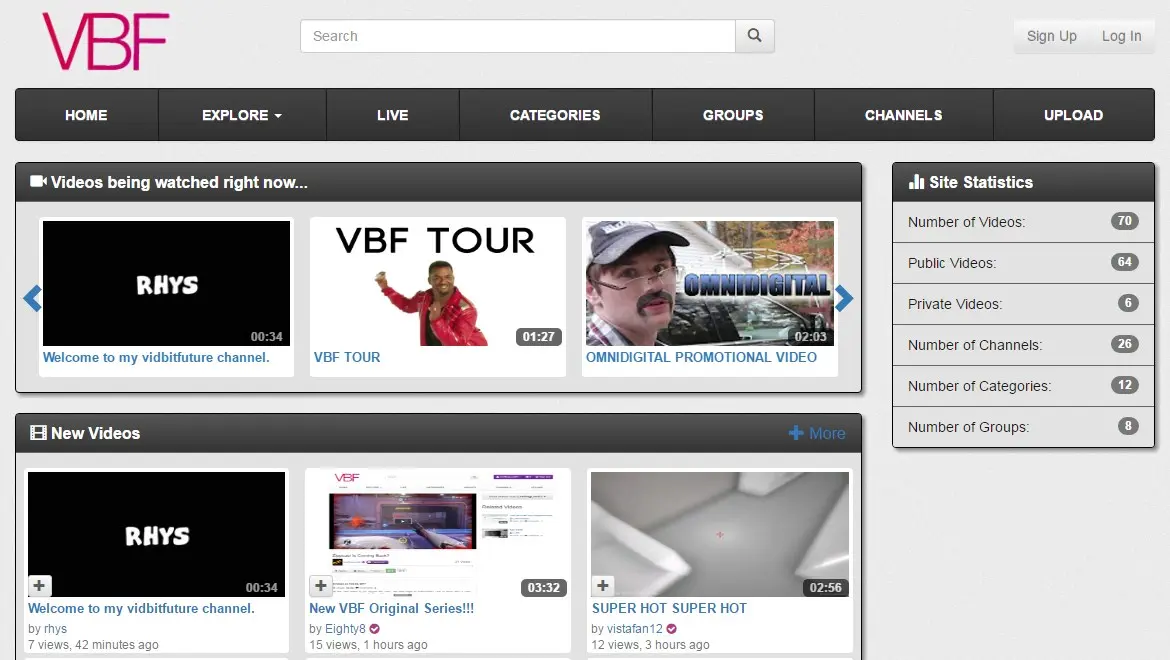 VBF
Search
Sign Up
Log In
HOME
EXPLORE
LIVE
CATEGORIES
GROUPS
CHANNELS
UPLOAD
Videos being watched right now...
RHYS
00:34
Welcome to my vidbitfuture channel.
VBF TOUR
01:27
VBF TOUR
OMNIDIGITAL
02:03
OMNIDIGITAL PROMOTIONAL VIDEO
Site Statistics
Number of Videos: 70
Public Videos: 64
Private Videos: 6
Number of Channels: 26
Number of Categories: 12
Number of Groups: 8
New Videos
More
RHYS
00:34
Welcome to my vidbitfuture channel.
by rhys
7 views, 42 minutes ago
VBF
Related Videos
03:32
New VBF Original Series!!!
by Eighty8
15 views, 1 hours ago
02:56
SUPER HOT SUPER HOT
by vistafan12
12 views, 3 hours ago